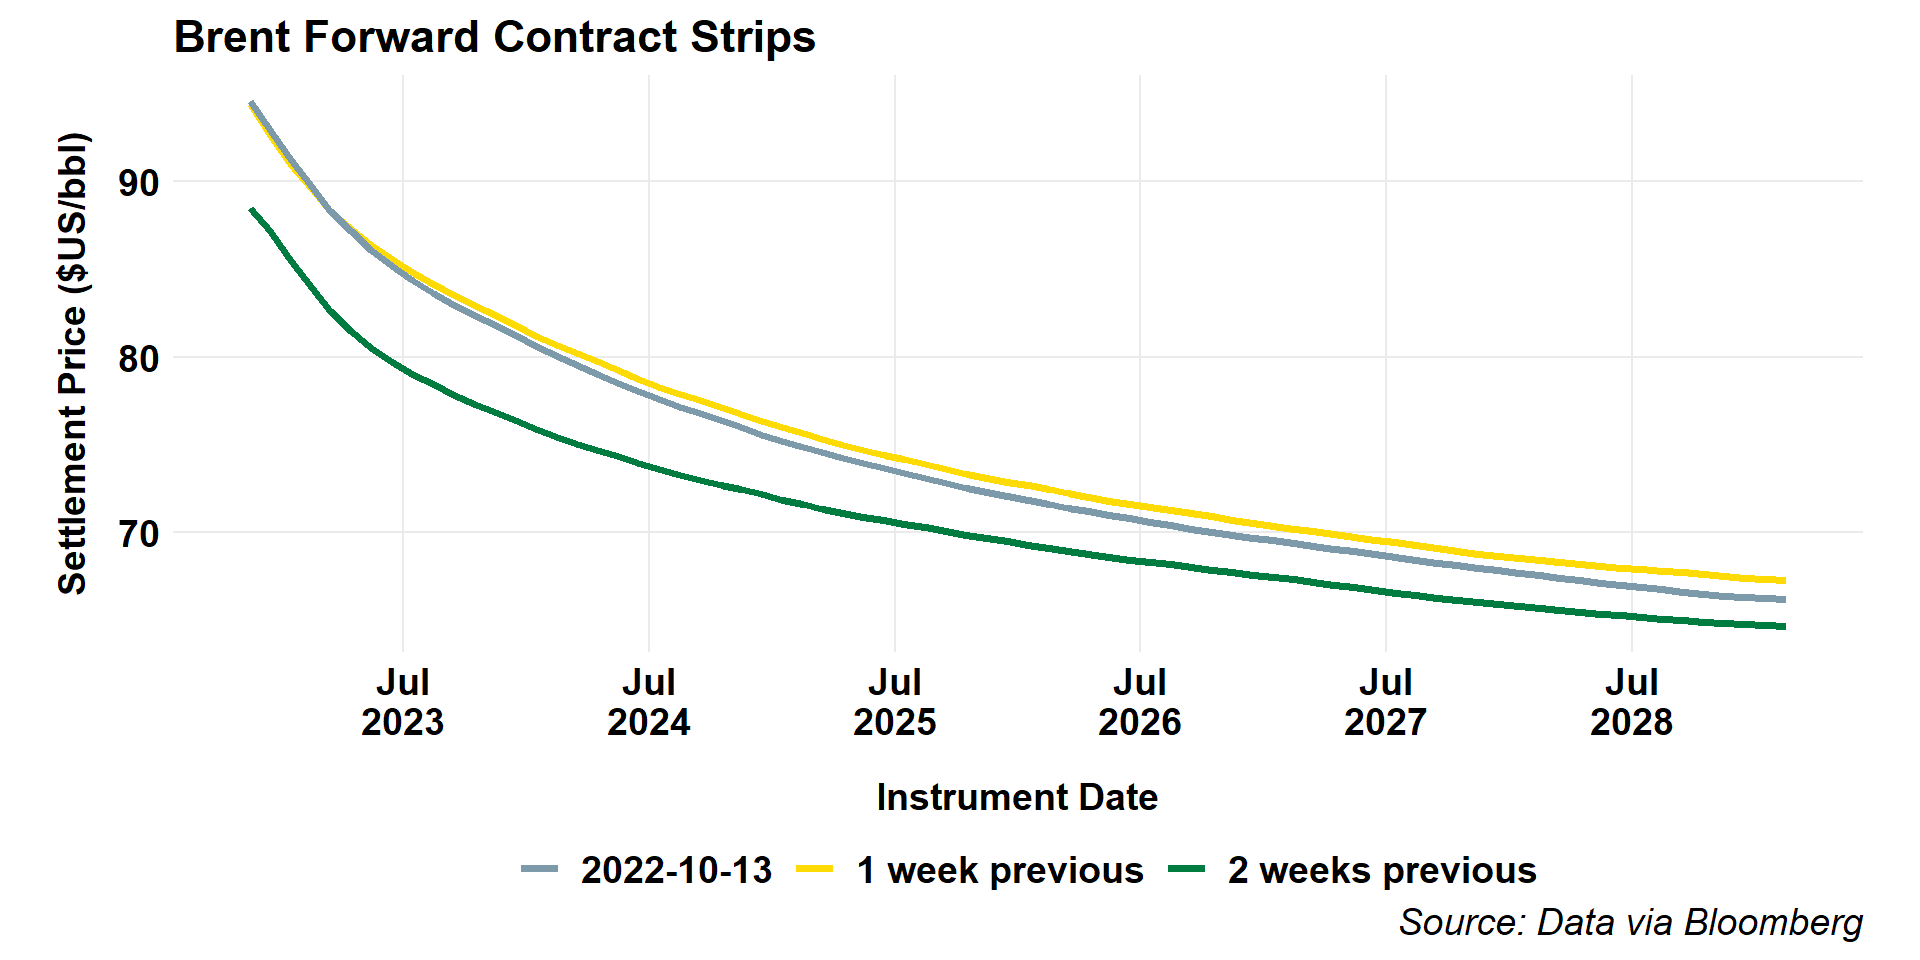 Brent Forward Contract Strips
Settlement Price ($US/bbl)
90
80
70
Jul
2023
Jul
2024
Jul
2025
Jul
2026
Jul
2027
Jul
2028
Instrument Date
2022-10-13
1 week previous
2 weeks previous
Source: Data via Bloomberg